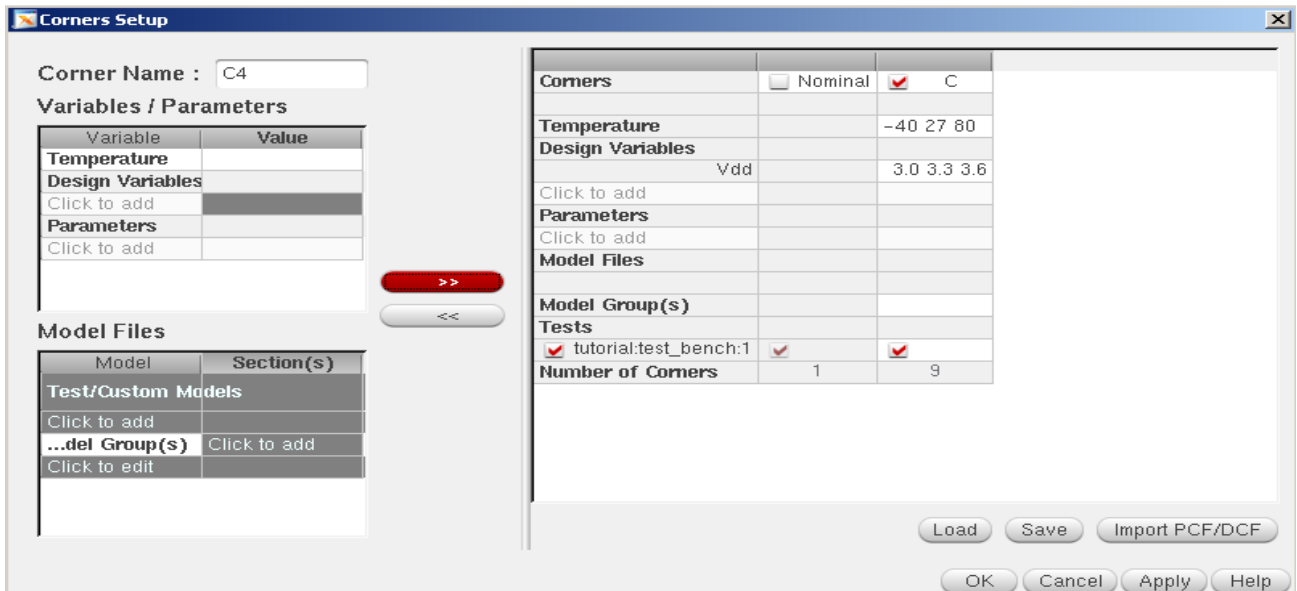 Corners Setup
Corner Name : C4
Variables / Parameters
Variable Value
Temperature
Design Variables
Click to add
Parameters
Click to add
>>
<<
Model Files
Model Section(s)
Test/Custom Models
Click to add
...del Group(s) Click to add
Click to edit
Corners Nominal C
Temperature -40 27 80
Design Variables
Vdd 3.0 3.3 3.6
Click to add
Parameters
Click to add
Model Files
Model Group(s)
Tests
tutorial:test_bench:1
Number of Corners 1 9
Load Save Import PCF/DCF
OK Cancel Apply Help